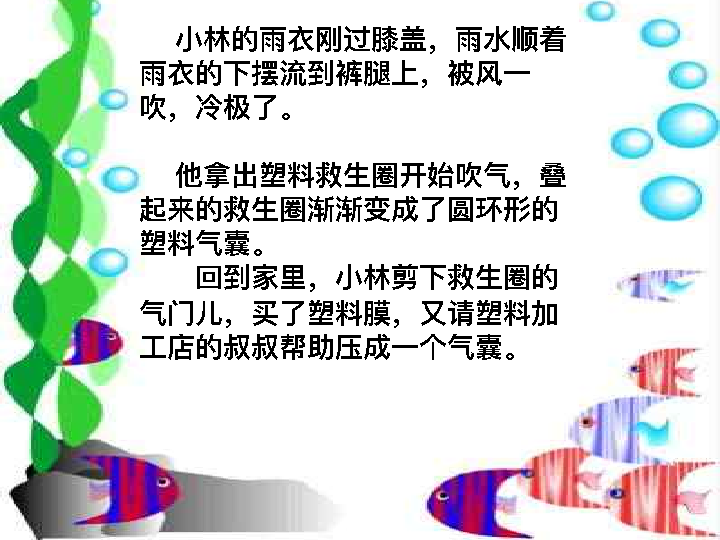 小林的雨衣刚过膝盖，雨水顺着
雨衣的下摆流到裤腿上，被风一
吹，冷极了。
他拿出塑料救生圈开始吹气，叠
起来的救生圈渐渐变成了圆环形的
塑料气囊。
回到家里，小林剪下救生圈的
气门儿，买了塑料膜，又请塑料加
工店的叔叔帮助压成一个气囊。